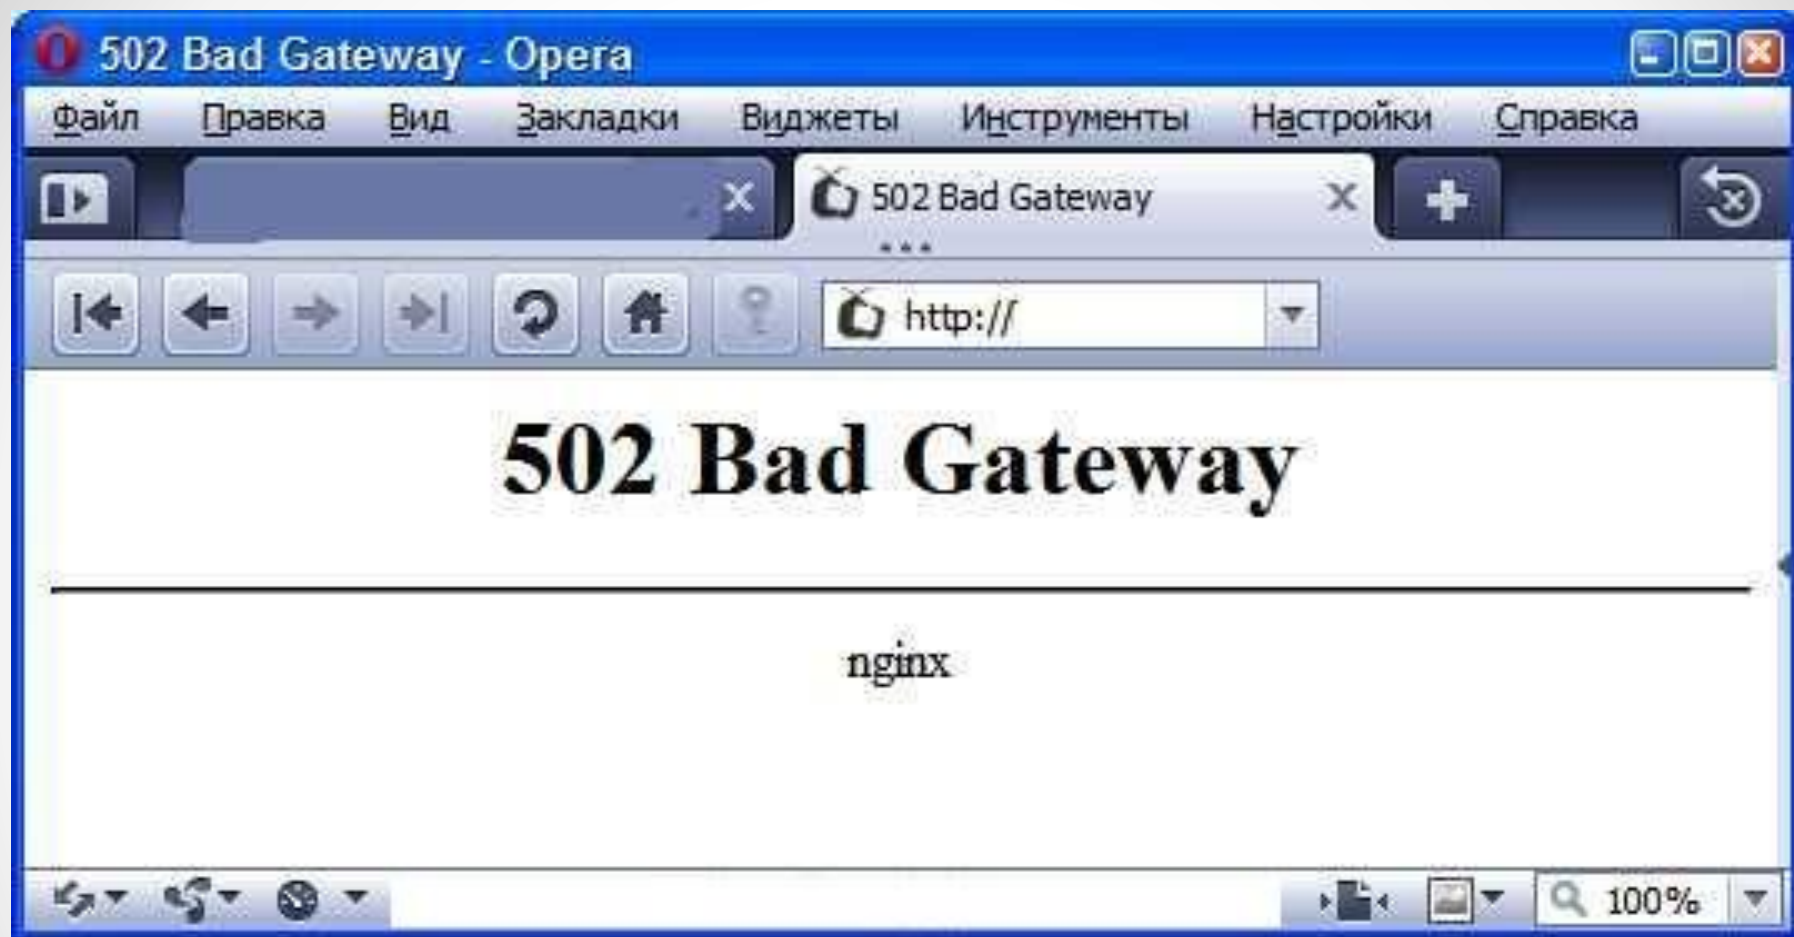 502 Bad Gateway - Opera
Файл Правка Вид Закладки Виджеты Инструменты Настройки Справка
502 Bad Gateway
http://
502 Bad Gateway
nginx
100%